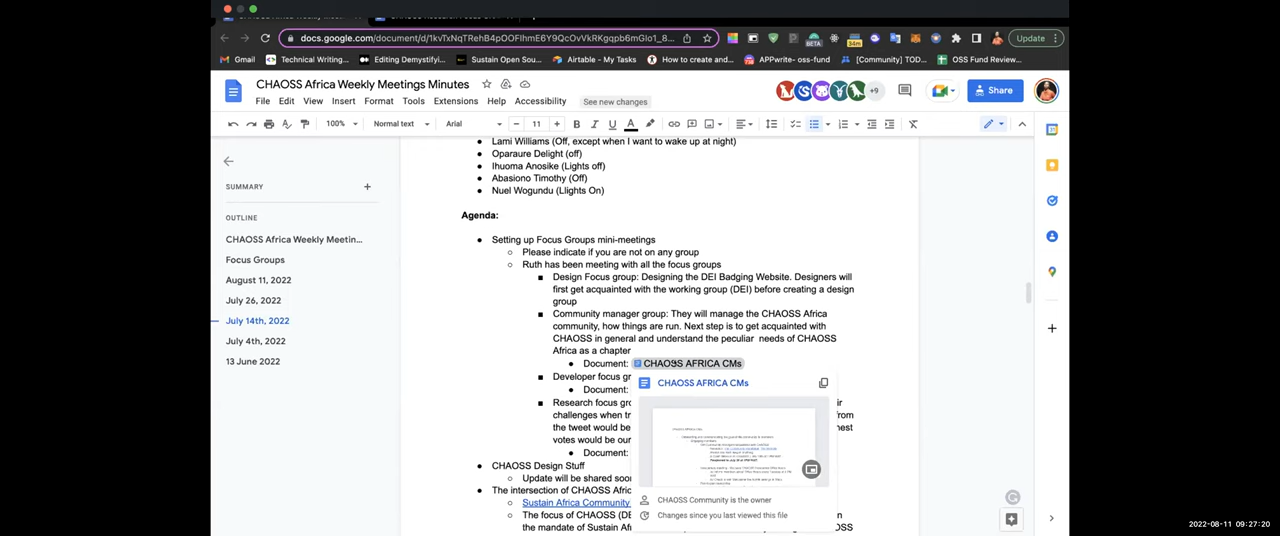 docs.google.com/document/d/1kvTxNqTRehB4pOOFIhmE6Y9QcOvVkRKgqpb6mGlo1_8...
Update
Gmail
Technical Writing...
Editing Demystifyi...
Sustain Open Sou...
Airtable - My Tasks
How to create and...
APPwrite- oss-fund
[Community] TOD...
OSS Fund Review...
BETA
34m
CHAOSS Africa Weekly Meetings Minutes
+9
Share
File Edit View Insert Format Tools Extensions Help Accessibility
See new changes
100%
Normal text
Arial
11
SUMMARY
OUTLINE
CHAOSS Africa Weekly Meetin...
Focus Groups
August 11, 2022
July 26, 2022
July 14th, 2022
July 4th, 2022
13 June 2022
Lami Williams (Off, except when I want to wake up at night)
Oparaure Delight (off)
Ihuoma Anosike (Lights off)
Abasiono Timothy (Off)
Nuel Wogundu (Llights On)
Agenda:
Setting up Focus Groups mini-meetings
Please indicate if you are not on any group
Ruth has been meeting with all the focus groups
Design Focus group: Designing the DEI Badging Website. Designers will
first get acquainted with the working group (DEI) before creating a design
group
Community manager group: They will manage the CHAOSS Africa
community, how things are run. Next step is to get acquainted with
CHAOSS in general and understand the peculiar needs of CHAOSS
Africa as a chapter
Document: CHAOSS AFRICA CMs
Developer focus gr
Document:
Research focus gro
challenges when tr
from
the tweet would be
votes would be our
Document:
CHAOSS AFRICA CMs
CHAOSS Community is the owner
Changes since you last viewed this file
CHAOSS Design Stuff
Update will be shared soon
The intersection of CHAOSS Afric
Sustain Africa Community
The focus of CHAOSS (DE
the mandate of Sustain Afr
OSS
2022-08-11 09:27:20